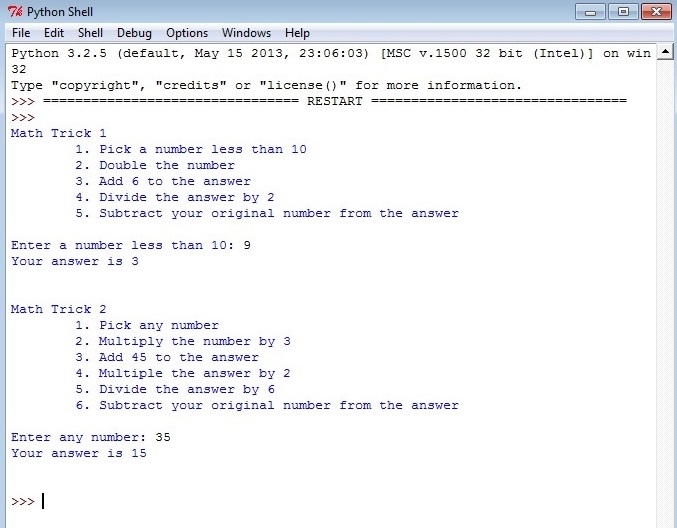 Python Shell
File Edit Shell Debug Options Windows Help
Python 3.2.5 (default, May 15 2013, 23:06:03) [MSC v.1500 32 bit (Intel)] on win
32
Type "copyright", "credits" or "license()" for more information.
>>> ================================ RESTART ================================
>>>
Math Trick 1
1. Pick a number less than 10
2. Double the number
3. Add 6 to the answer
4. Divide the answer by 2
5. Subtract your original number from the answer
Enter a number less than 10: 9
Your answer is 3
Math Trick 2
1. Pick any number
2. Multiply the number by 3
3. Add 45 to the answer
4. Multiple the answer by 2
5. Divide the answer by 6
6. Subtract your original number from the answer
Enter any number: 35
Your answer is 15
>>>